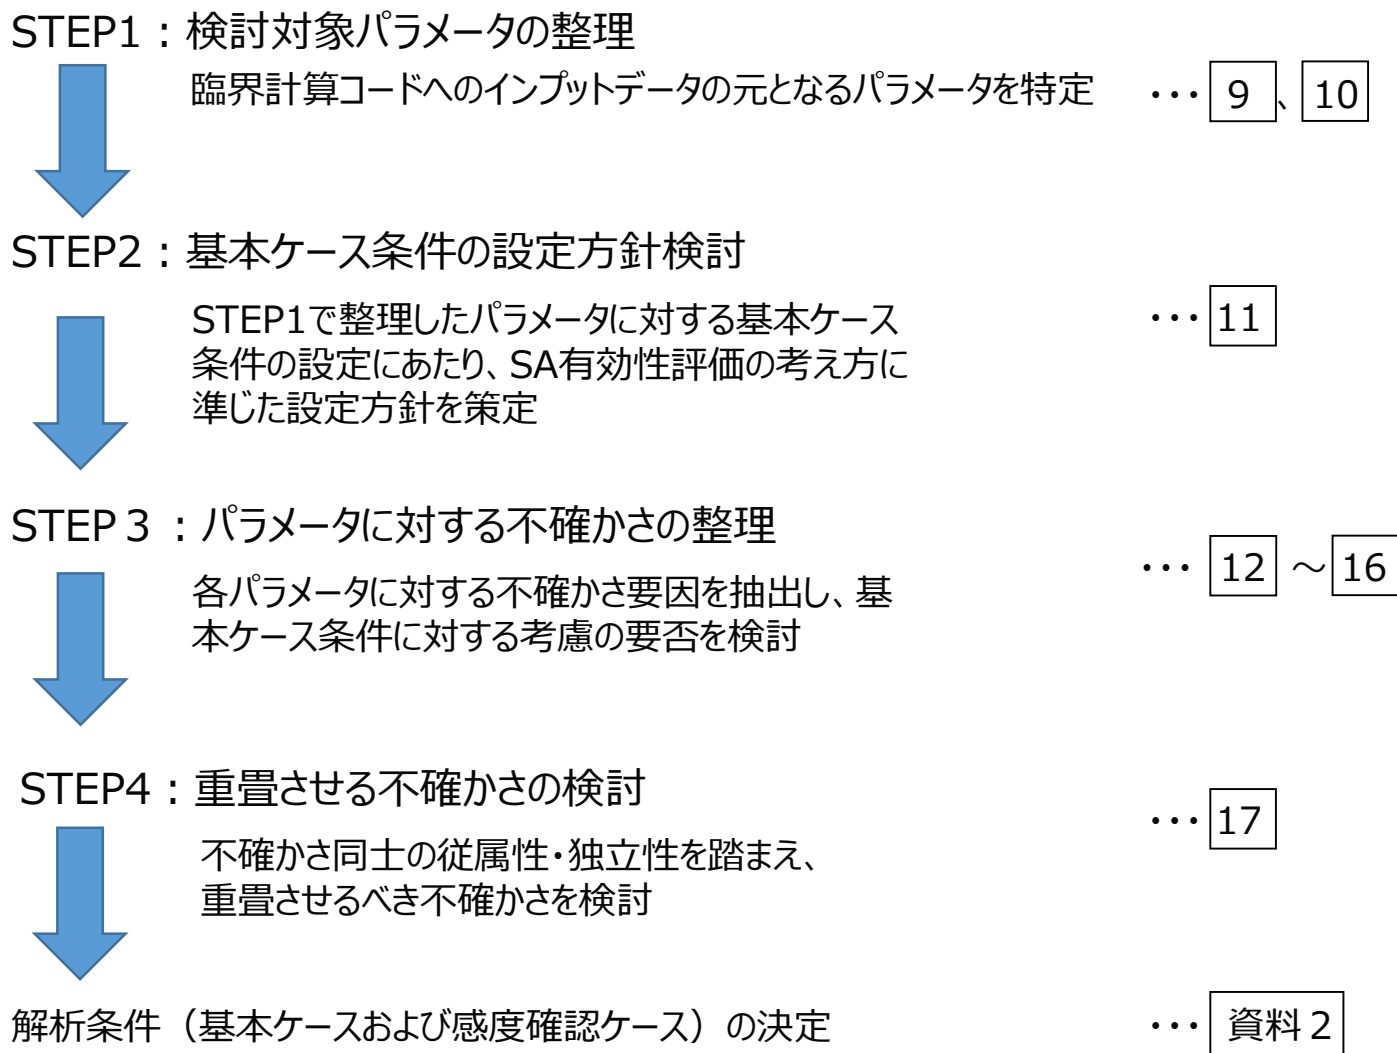 STEP1：検討対象パラメータの整理
臨界計算コードへのインプットデータの元となるパラメータを特定 ・・・ 9 、 10
STEP2：基本ケース条件の設定方針検討
STEP1で整理したパラメータに対する基本ケース ・・・ 11
条件の設定にあたり、SA有効性評価の考え方に
準じた設定方針を策定
STEP３：パラメータに対する不確かさの整理
・・・ 12 ～ 16
各パラメータに対する不確かさ要因を抽出し、基
本ケース条件に対する考慮の要否を検討
STEP4：重畳させる不確かさの検討
・・・ 17
不確かさ同士の従属性・独立性を踏まえ、
重畳させるべき不確かさを検討
解析条件（基本ケースおよび感度確認ケース）の決定 ・・・ 資料２